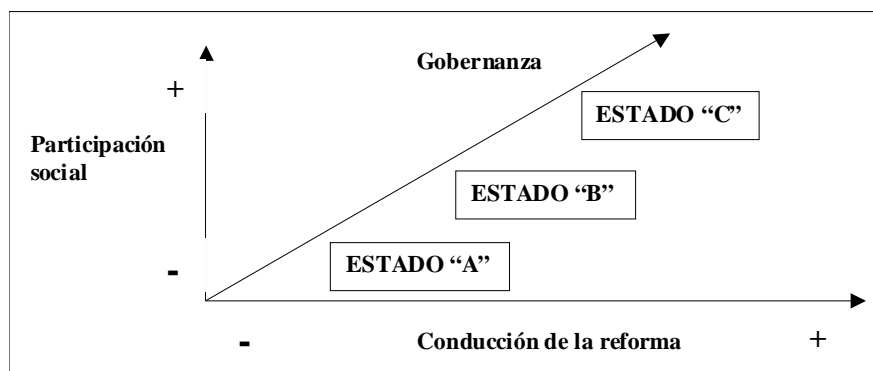 Gobernanza
+
ESTADO “C”
Participación
social
ESTADO “B”
-
ESTADO “A”
-
Conducción de la reforma
+